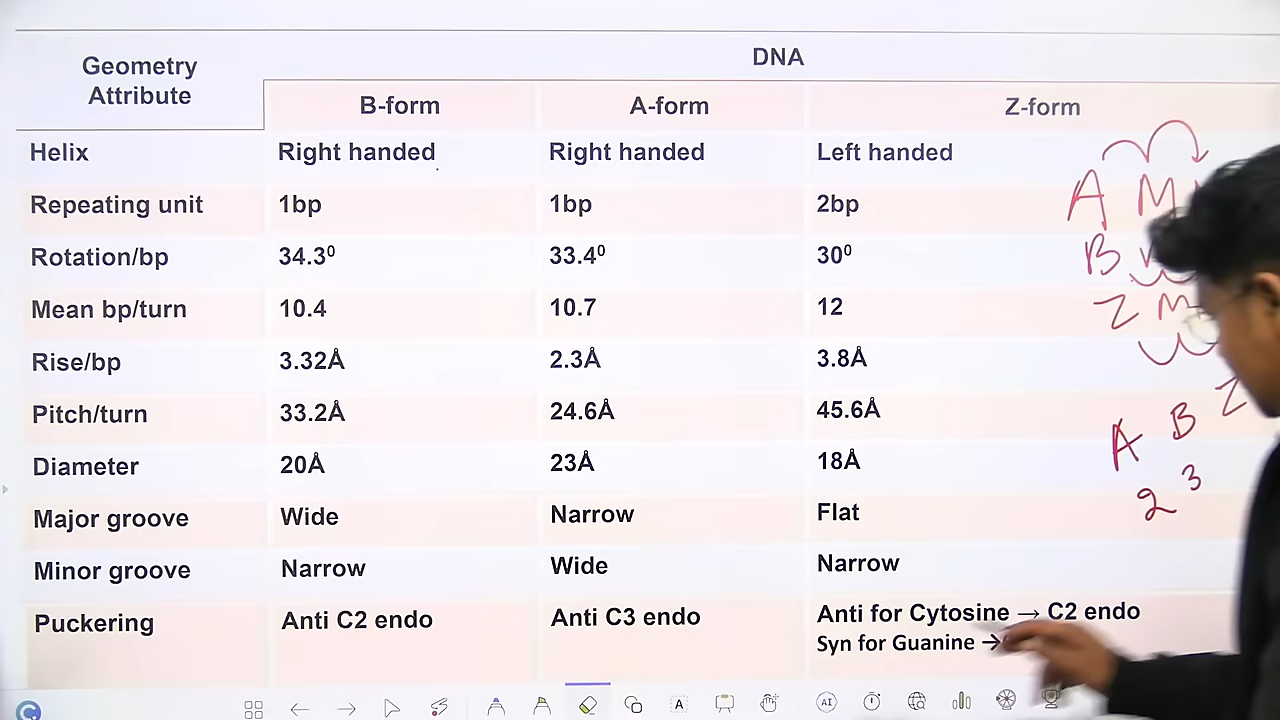 Geometry Attribute
DNA
B-form A-form Z-form
Helix Right handed Right handed Left handed
Repeating unit 1bp 1bp 2bp
Rotation/bp 34.3⁰ 33.4⁰ 30⁰
Mean bp/turn 10.4 10.7 12
Rise/bp 3.32Å 2.3Å 3.8Å
Pitch/turn 33.2Å 24.6Å 45.6Å
Diameter 20Å 23Å 18Å
Major groove Wide Narrow Flat
Minor groove Narrow Wide Narrow
Puckering Anti C2 endo Anti C3 endo Anti for Cytosine → C2 endo
Syn for Guanine →
A M
B
Z M
A B Z
2 3
A
AI